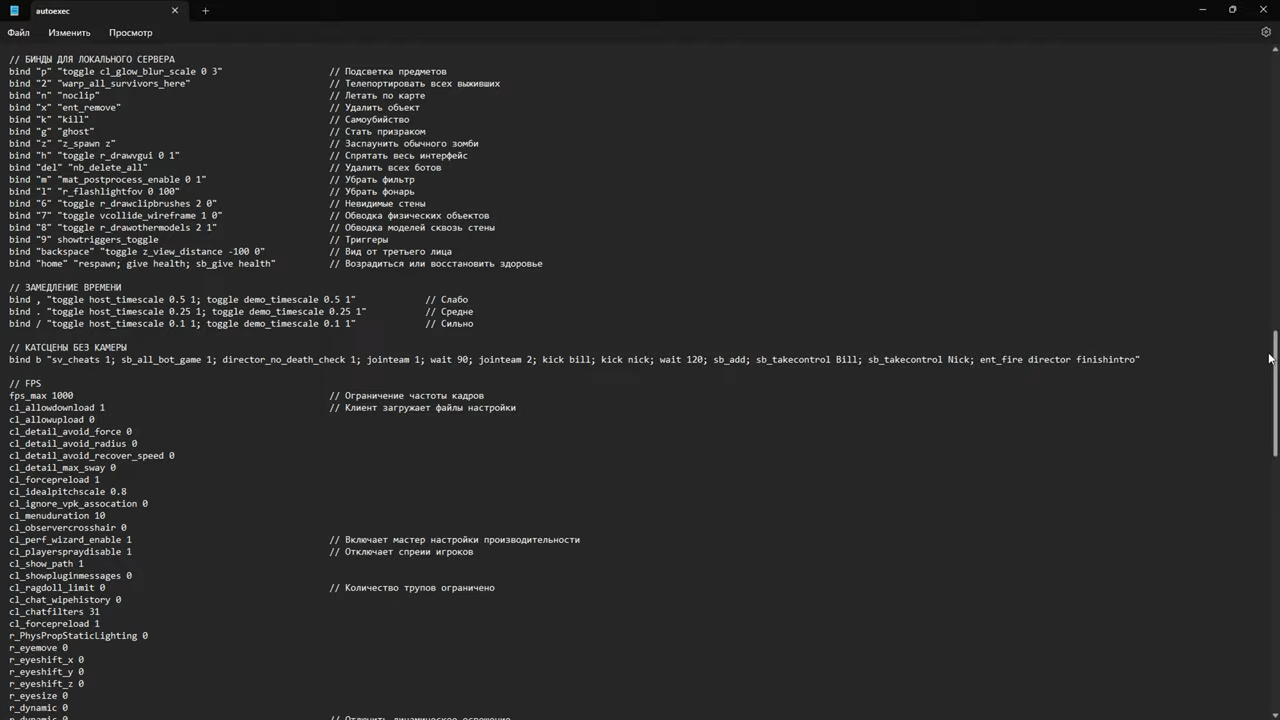 autoexec
Файл Изменить Просмотр
// БИНДЫ ДЛЯ ЛОКАЛЬНОГО СЕРВЕРА
bind "p" "toggle cl_glow_blur_scale 0 3" // Подсветка предметов
bind "2" "warp_all_survivors_here" // Телепортировать всех выживших
bind "n" "noclip" // Летать по карте
bind "x" "ent_remove" // Удалить объект
bind "k" "kill" // Самоубийство
bind "g" "ghost" // Стать призраком
bind "z" "z_spawn z" // Заспаунить обычного зомби
bind "h" "toggle r_drawvgui 0 1" // Спрятать весь интерфейс
bind "del" "nb_delete_all" // Удалить всех ботов
bind "m" "mat_postprocess_enable 0 1" // Убрать фильтр
bind "l" "r_flashlightfov 0 100" // Убрать фонарь
bind "6" "toggle r_drawclipbrushes 2 0" // Невидимые стены
bind "7" "toggle vcollide_wireframe 1 0" // Обводка физических объектов
bind "8" "toggle r_drawothermodels 2 1" // Обводка моделей сквозь стены
bind "9" showtriggers_toggle // Триггеры
bind "backspace" "toggle z_view_distance -100 0" // Вид от третьего лица
bind "home" "respawn; give health; sb_give health" // Возрадиться или восстановить здоровье
// ЗАМЕДЛЕНИЕ ВРЕМЕНИ
bind , "toggle host_timescale 0.5 1; toggle demo_timescale 0.5 1" // Слабо
bind . "toggle host_timescale 0.25 1; toggle demo_timescale 0.25 1" // Средне
bind / "toggle host_timescale 0.1 1; toggle demo_timescale 0.1 1" // Сильно
// КАТСЦЕНЫ БЕЗ КАМЕРЫ
bind b "sv_cheats 1; sb_all_bot_game 1; director_no_death_check 1; jointeam 1; wait 90; jointeam 2; kick bill; kick nick; wait 120; sb_add; sb_takecontrol Bill; sb_takecontrol Nick; ent_fire director finishintro"
// FPS
fps_max 1000 // Ограничение частоты кадров
cl_allowdownload 1 // Клиент загружает файлы настройки
cl_allowupload 0
cl_detail_avoid_force 0
cl_detail_avoid_radius 0
cl_detail_avoid_recover_speed 0
cl_detail_max_sway 0
cl_forcepreload 1
cl_idealpitchscale 0.8
cl_ignore_vpk_assocation 0
cl_menuduration 10
cl_observercrosshair 0
cl_perf_wizard_enable 1 // Включает мастер настройки производительности
cl_playerspraydisable 1 // Отключает спреии игроков
cl_show_path 1
cl_showpluginmessages 0
cl_ragdoll_limit 0 // Количество трупов ограничено
cl_chat_wipehistory 0
cl_chatfilters 31
cl_forcepreload 1
r_PhysPropStaticLighting 0
r_eyemove 0
r_eyeshift_x 0
r_eyeshift_y 0
r_eyeshift_z 0
r_eyesize 0
r_dynamic 0
r_dynamic 0 // Отключить динамическое освещение